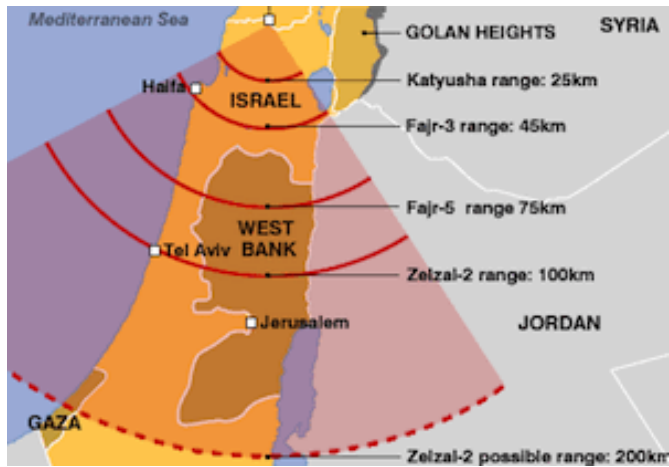 Mediterranean Sea
GOLAN HEIGHTS
SYRIA
Haifa
ISRAEL
Katyusha range: 25km
Fajr-3 range: 45km
Fajr-5 range 75km
WEST
BANK
Tel Aviv
Zelzal-2 range: 100km
Jerusalem
JORDAN
GAZA
Zelzal-2 possible range: 200km